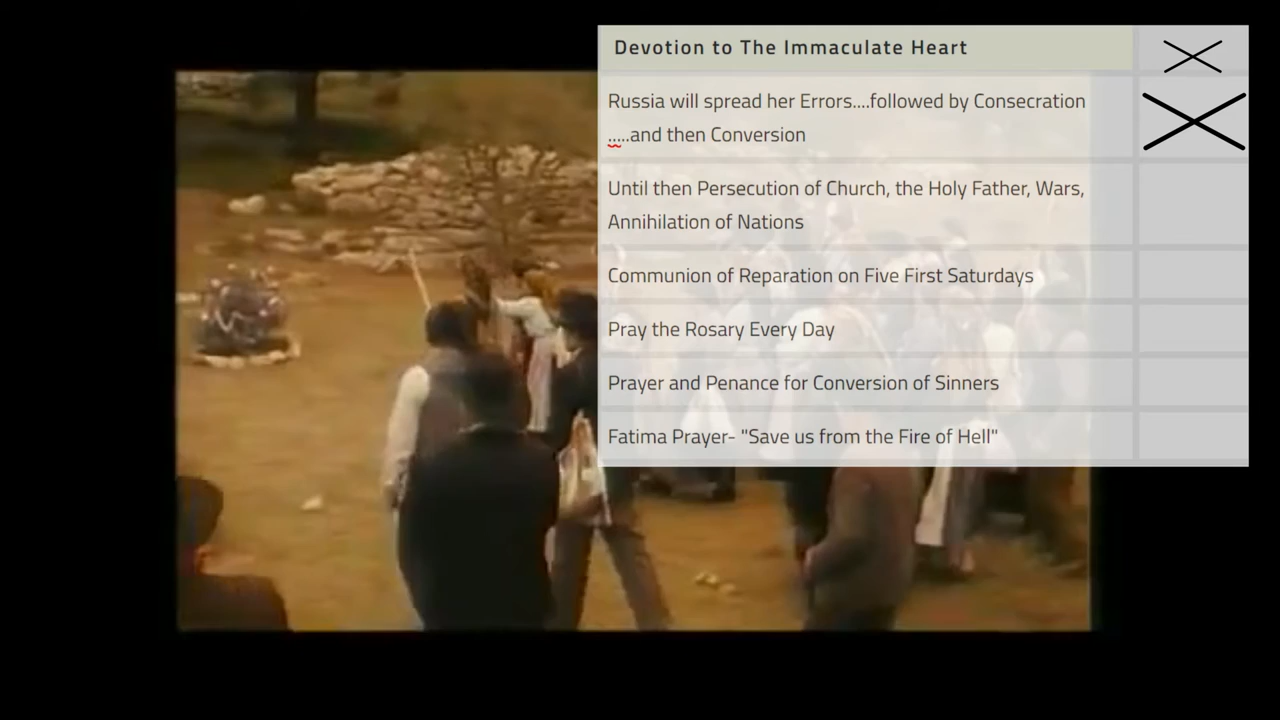 Devotion to The Immaculate Heart
Russia will spread her Errors....followed by Consecration
.....and then Conversion
Until then Persecution of Church, the Holy Father, Wars,
Annihilation of Nations
Communion of Reparation on Five First Saturdays
Pray the Rosary Every Day
Prayer and Penance for Conversion of Sinners
Fatima Prayer- "Save us from the Fire of Hell"